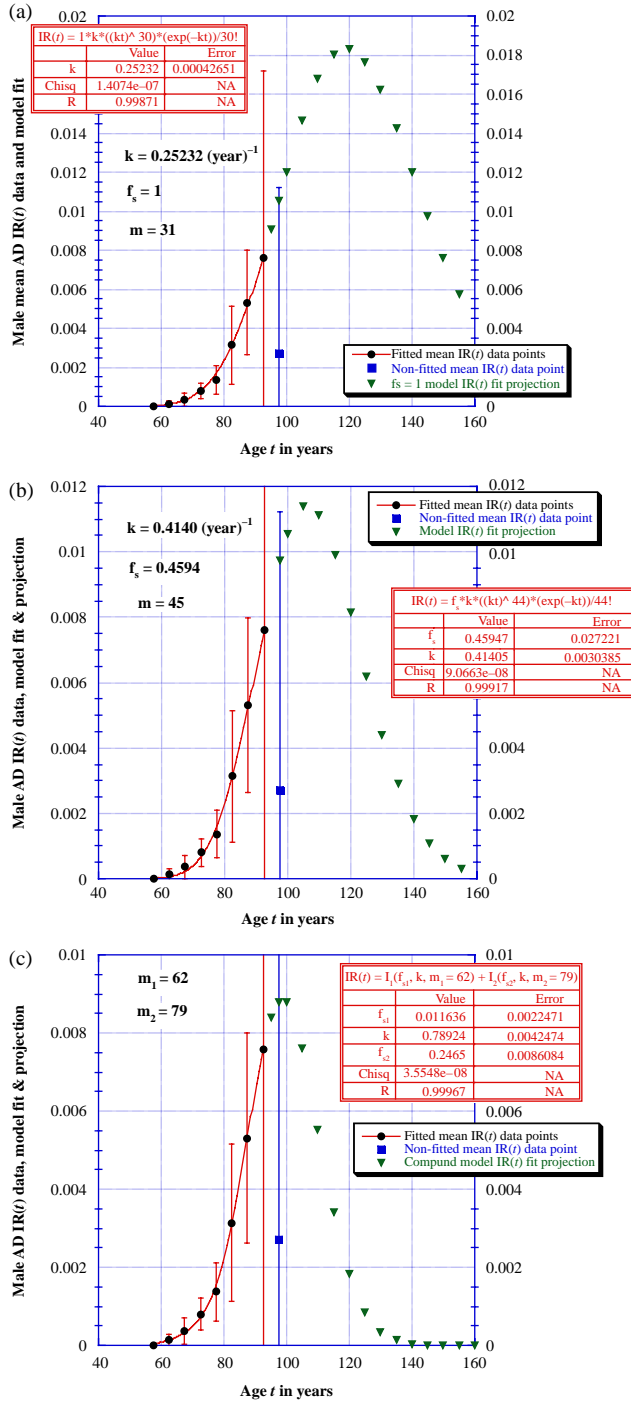 (a)
IR(t) = 1*k*((kt)^ 30)*(exp(–kt))/30!
Value Error
k 0.25232 0.00042651
Chisq 1.4074e–07 NA
R 0.99871 NA
k = 0.25232 (year)⁻¹
f_s = 1
m = 31
Male mean AD IR(t) data and model fit
0.016
0.014
0.012
0.01
0.008
0.006
0.004
0.002
0
0.02
0.016
0.014
0.012
0.01
0.008
0.006
0.004
0
Fitted mean IR(t) data points
Non-fitted mean IR(t) data point
fs = 1 model IR(t) fit projection
40 60 80 100 120 140 160
Age t in years
(b)
k = 0.4140 (year)⁻¹
f_s = 0.4594
m = 45
Male AD IR(t) data, model fit & projection
0.012
0.01
0.008
0.006
0.004
0.002
0
0.012
0.01
0.004
0.002
0
Fitted mean IR(t) data points
Non-fitted mean IR(t) data point
Model IR(t) fit projection
IR(t) = f_s*k*((kt)^ 44)*(exp(–kt))/44!
Value Error
f_s 0.45947 0.027221
k 0.41405 0.0030385
Chisq 9.0663e–08 NA
R 0.99917 NA
40 60 80 100 120 140 160
Age t in years
(c)
m₁ = 62
m₂ = 79
Male AD IR(t) data, model fit & projection
0.01
0.008
0.006
0.004
0.002
0
0.01
0.006
0.004
0.002
0
IR(t) = I₁(f_s1, k, m₁ = 62) + I₂(f_s2, k, m₂ = 79)
Value Error
f_s1 0.011636 0.0022471
k 0.78924 0.0042474
f_s2 0.2465 0.0086084
Chisq 3.5548e–08 NA
R 0.99967 NA
Fitted mean IR(t) data points
Non-fitted mean IR(t) data point
Compund model IR(t) fit projection
40 60 80 100 120 140 160
Age t in years